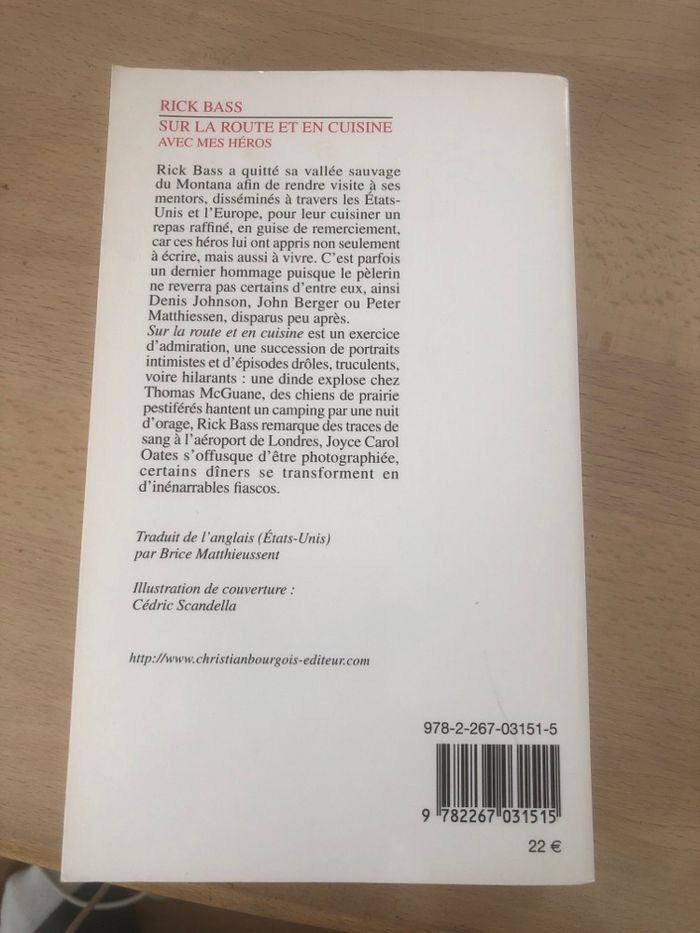 RICK BASS
SUR LA ROUTE ET EN CUISINE
AVEC MES HÉROS
Rick Bass a quitté sa vallée sauvage
du Montana afin de rendre visite à ses
mentors, disséminés à travers les États-
Unis et l'Europe, pour leur cuisiner un
repas raffiné, en guise de remerciement,
car ces héros lui ont appris non seulement
à écrire, mais aussi à vivre. C'est parfois
un dernier hommage puisque le pèlerin
ne reverra pas certains d'entre eux, ainsi
Denis Johnson, John Berger ou Peter
Matthiessen, disparus peu après.
Sur la route et en cuisine est un exercice
d'admiration, une succession de portraits
intimistes et d'épisodes drôles, truculents,
voire hilarants : une dinde explose chez
Thomas McGuane, des chiens de prairie
pestiférés hantent un camping par une nuit
d'orage, Rick Bass remarque des traces de
sang à l'aéroport de Londres, Joyce Carol
Oates s'offusque d'être photographiée,
certains dîners se transforment en
d'inénarrables fiascos.
Traduit de l'anglais (États-Unis)
par Brice Matthieussent
Illustration de couverture :
Cédric Scandella
http://www.christianbourgois-editeur.com
978-2-267-03151-5
9 782267 031515
22 €